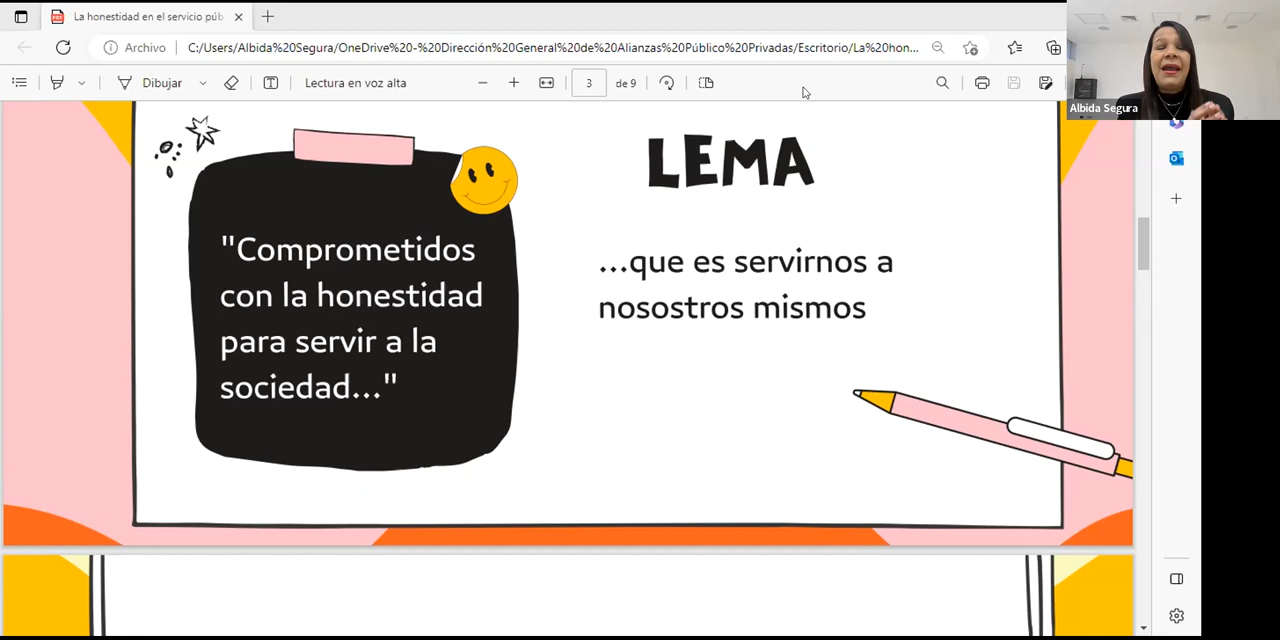 La honestidad en el servicio púb
Archivo
C:/Users/Albida%20Segura/OneDrive%20-%20Dirección%20General%20de%20Alianzas%20Público%20Privadas/Escritorio/La%20hon...
Dibujar
Lectura en voz alta
3
de 9
Albida Segura
"Comprometidos
con la honestidad
para servir a la
sociedad..."
LEMA
...que es servirnos a
nosostros mismos